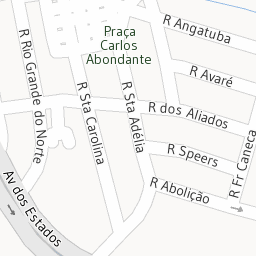 R Angatuba
Praça
Carlos
Abondante
R Rio Grande do Norte
R Avaré
R Sta Carolina
R Sta Adélia
R dos Aliados
R Speers
R Fr Caneca
R Abolição
Av dos Estados